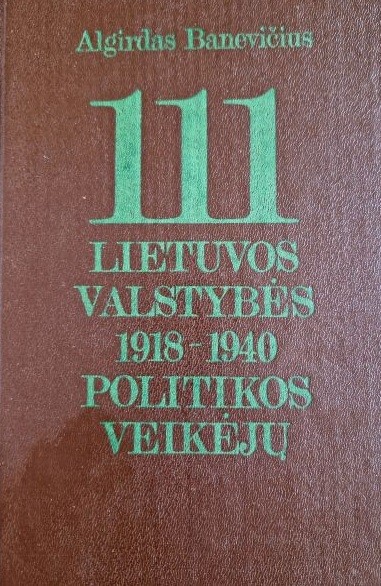 Algirdas Banevičius
111
LIETUVOS
VALSTYBĖS
1918-1940
POLITIKOS
VEIKĖJŲ